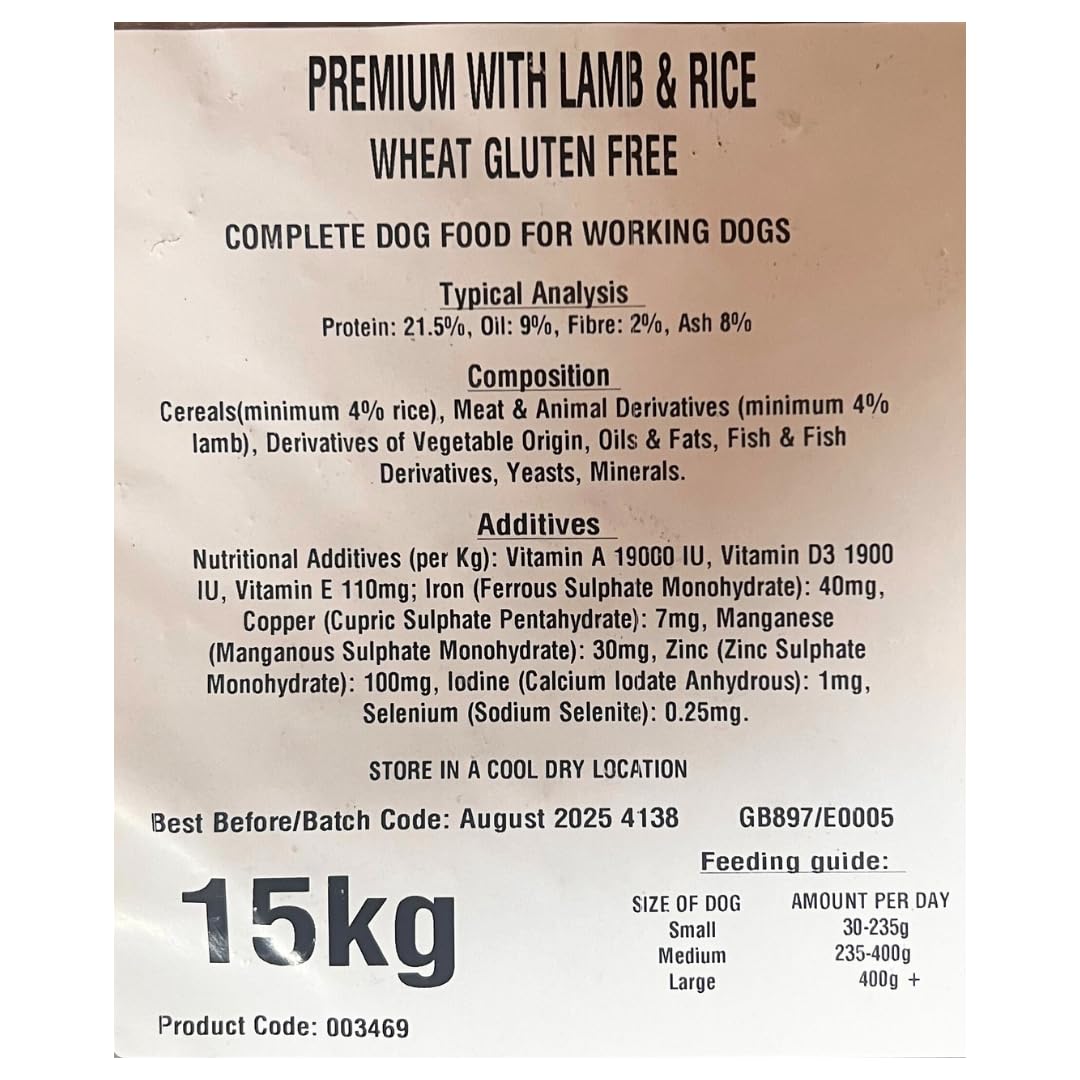 PREMIUM WITH LAMB & RICE
WHEAT GLUTEN FREE
COMPLETE DOG FOOD FOR WORKING DOGS
Typical Analysis
Protein: 21.5%, Oil: 9%, Fibre: 2%, Ash 8%
Composition
Cereals(minimum 4% rice), Meat & Animal Derivatives (minimum 4%
lamb), Derivatives of Vegetable Origin, Oils & Fats, Fish & Fish
Derivatives, Yeasts, Minerals.
Additives
Nutritional Additives (per Kg): Vitamin A 19000 IU, Vitamin D3 1900
IU, Vitamin E 110mg; Iron (Ferrous Sulphate Monohydrate): 40mg,
Copper (Cupric Sulphate Pentahydrate): 7mg, Manganese
(Manganous Sulphate Monohydrate): 30mg, Zinc (Zinc Sulphate
Monohydrate): 100mg, Iodine (Calcium Iodate Anhydrous): 1mg,
Selenium (Sodium Selenite): 0.25mg.
STORE IN A COOL DRY LOCATION
Best Before/Batch Code: August 2025 4138 GB897/E0005
Feeding guide:
SIZE OF DOG AMOUNT PER DAY
Small 30-235g
Medium 235-400g
Large 400g +
15kg
Product Code: 003469